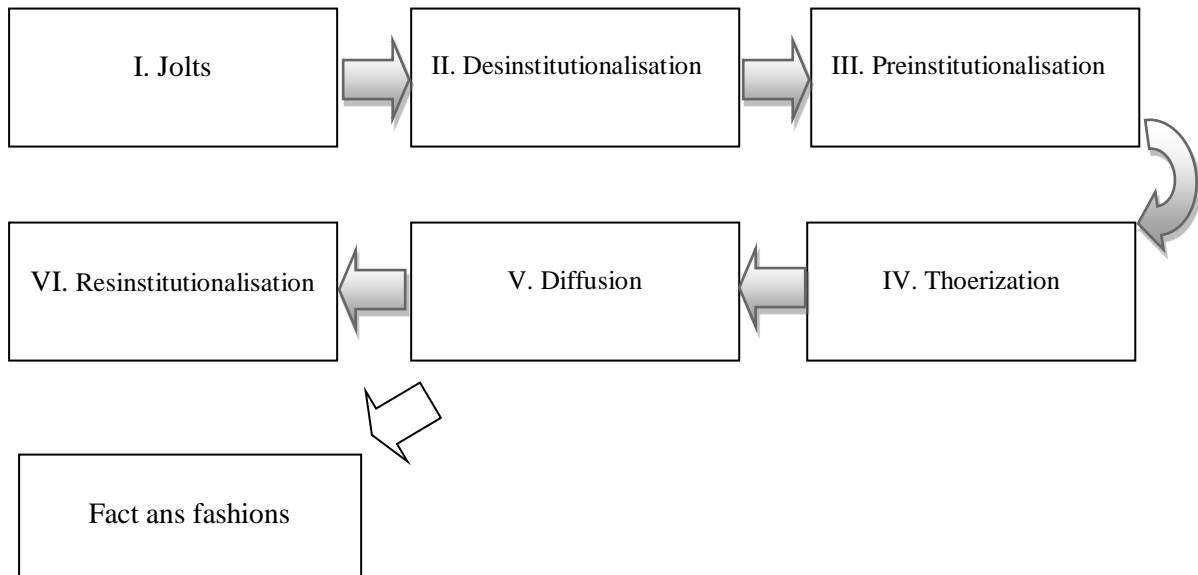 I. Jolts
II. Desinstitutionalisation
III. Preinstitutionalisation
IV. Thoerization
V. Diffusion
VI. Resinstitutionalisation
Fact ans fashions